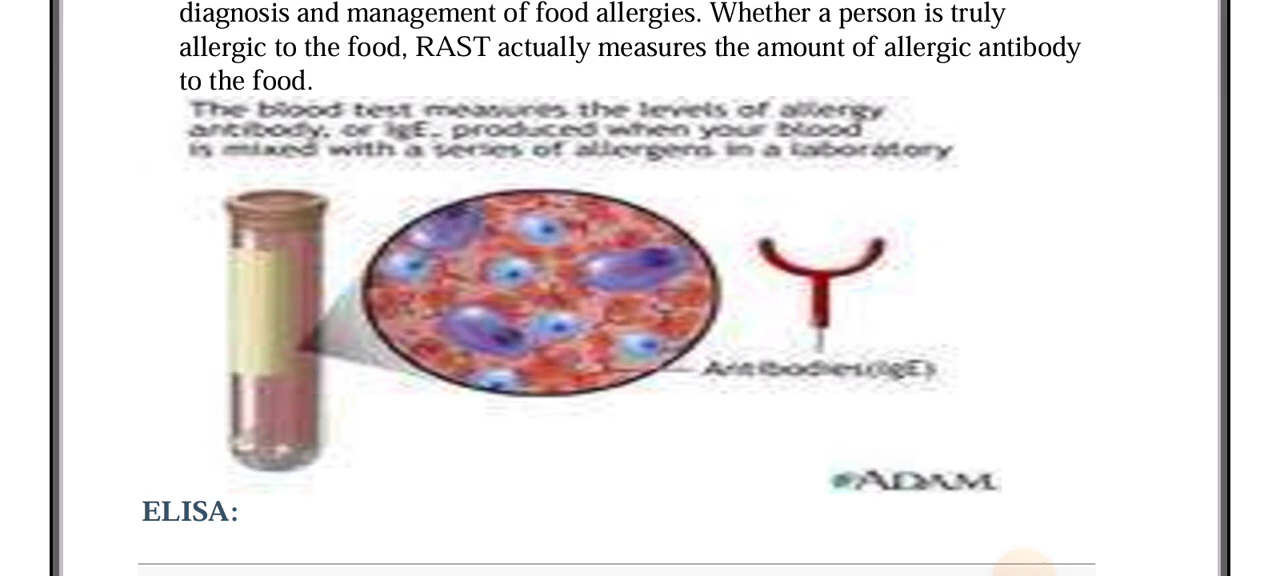 diagnosis and management of food allergies. Whether a person is truly
allergic to the food, RAST actually measures the amount of allergic antibody
to the food.
The blood test measures the levels of allergy
antibody, or IgE, produced when your blood
is mixed with a series of allergens in a laboratory
Antibodies(IgE)
ADAM
ELISA: